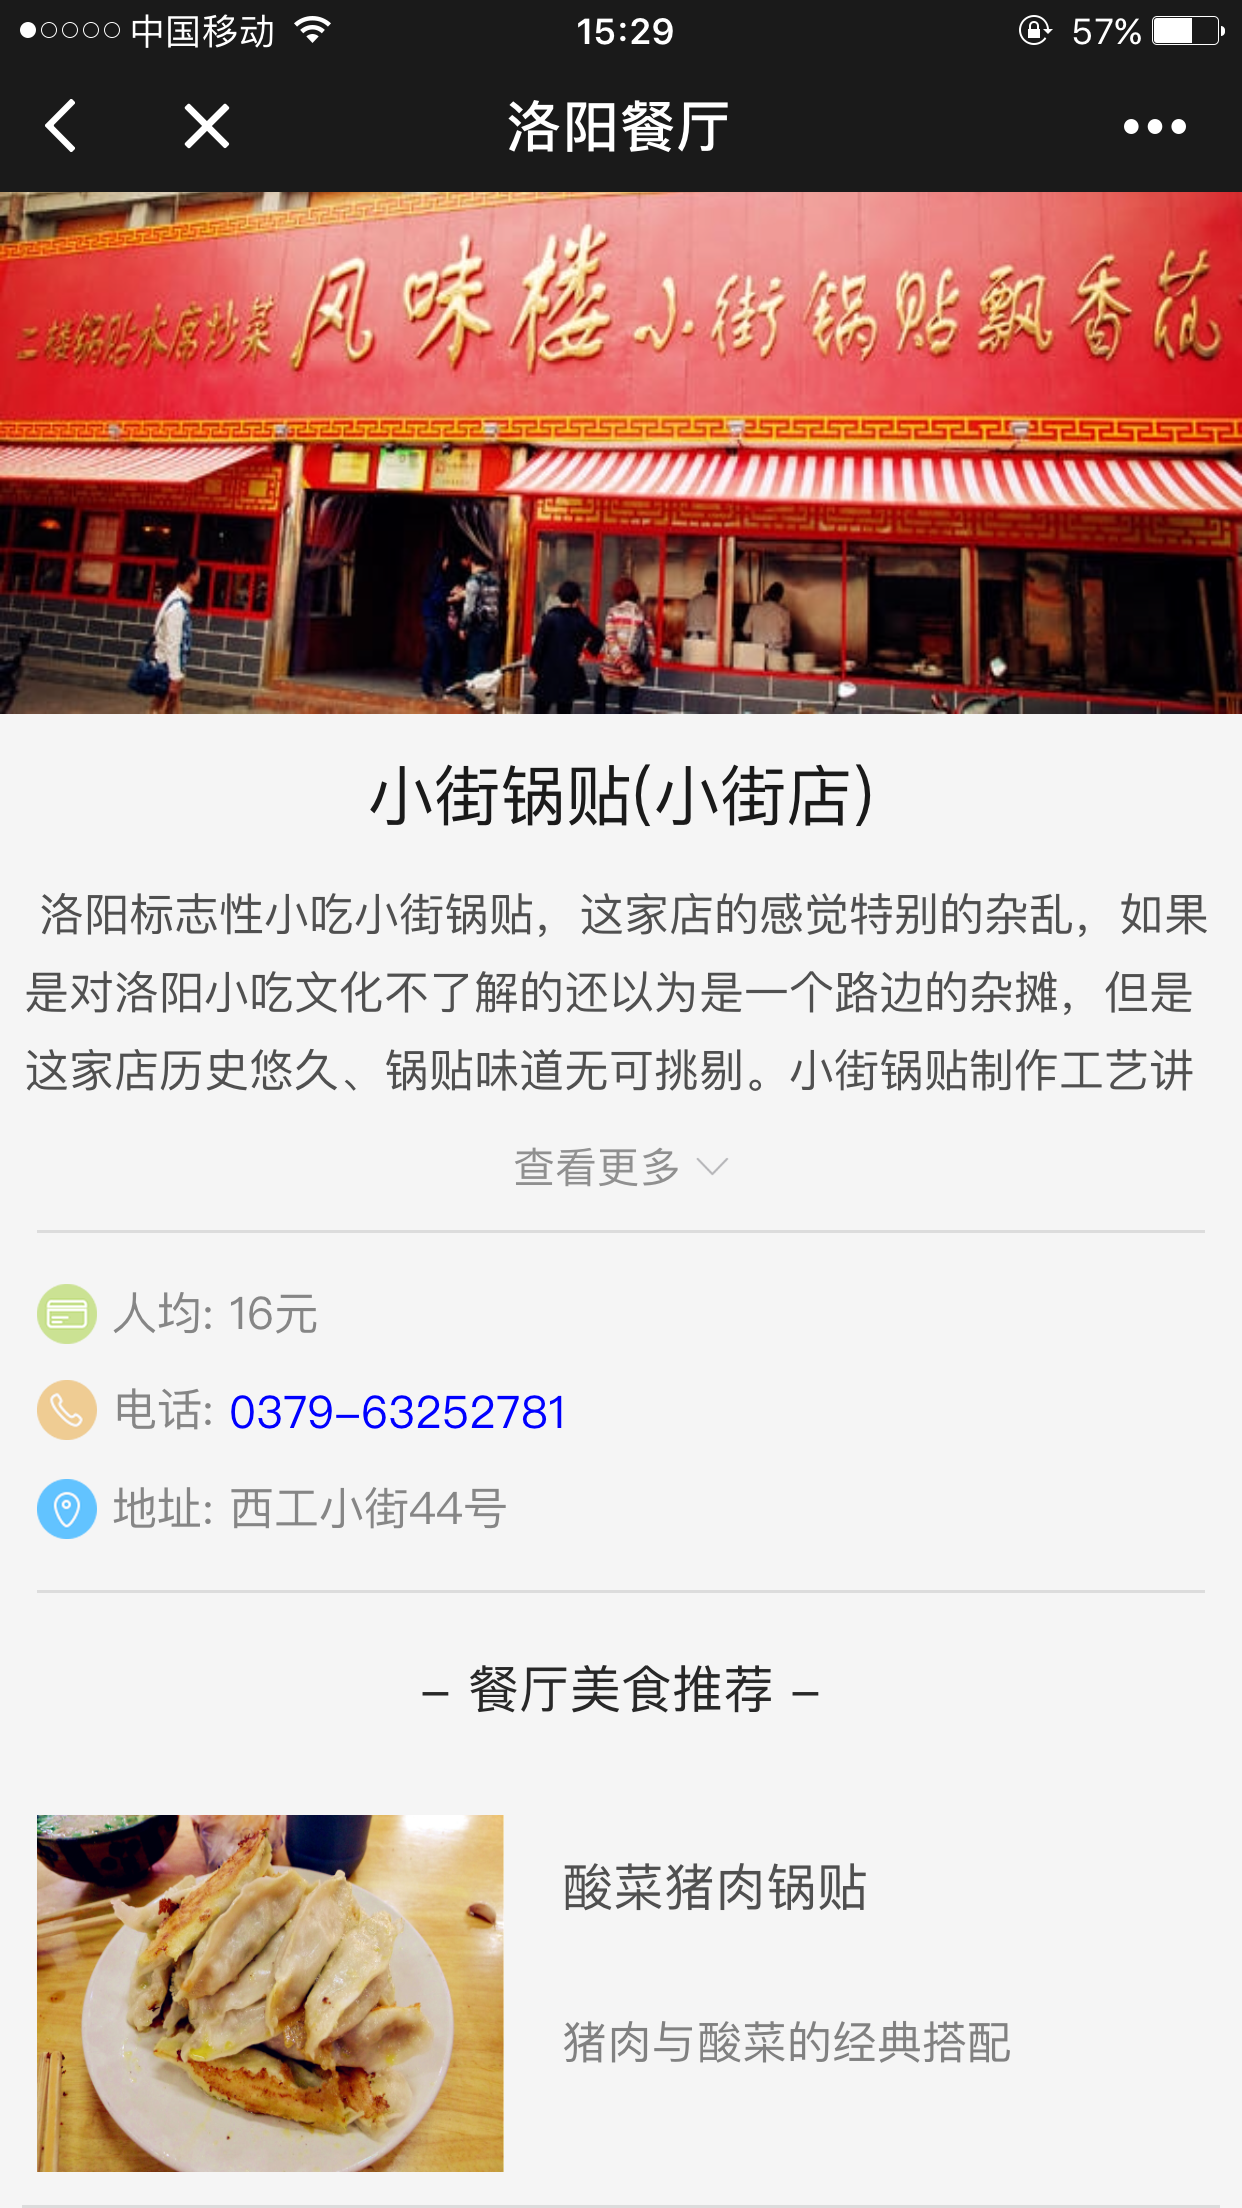 中国移动
15:29
57%
洛阳餐厅
二楼锅贴水席炒菜 风味楼 小街锅贴飘香苑
小街锅贴(小街店)
洛阳标志性小吃小街锅贴，这家店的感觉特别的杂乱，如果
是对洛阳小吃文化不了解的还以为是一个路边的杂摊，但是
这家店历史悠久、锅贴味道无可挑剔。小街锅贴制作工艺讲
查看更多
人均: 16元
电话: 0379-63252781
地址: 西工小街44号
- 餐厅美食推荐 -
酸菜猪肉锅贴
猪肉与酸菜的经典搭配